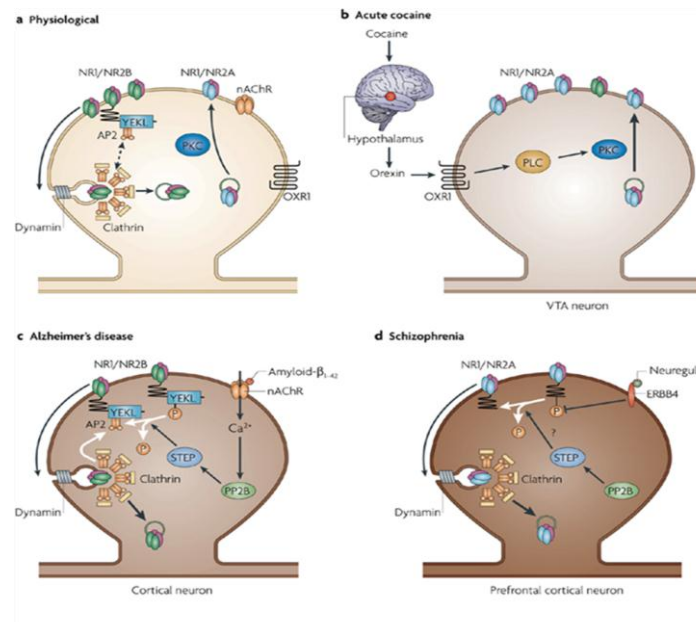 a Physiological
NR1/NR2B
NR1/NR2A
nAChR
YEKL
AP2
PKC
OXR1
Dynamin
Clathrin
b Acute cocaine
Cocaine
NR1/NR2A
Hypothalamus
Orexin
PLC
PKC
OXR1
VTA neuron
c Alzheimer's disease
NR1/NR2B
Amyloid-β1–42
nAChR
YEKL
YEKL
AP2
P
P
Ca2+
STEP
Clathrin
PP2B
Dynamin
Cortical neuron
d Schizophrenia
NR1/NR2A
Neuregul
ERBB4
P
P
?
STEP
Clathrin
PP2B
Dynamin
Prefrontal cortical neuron